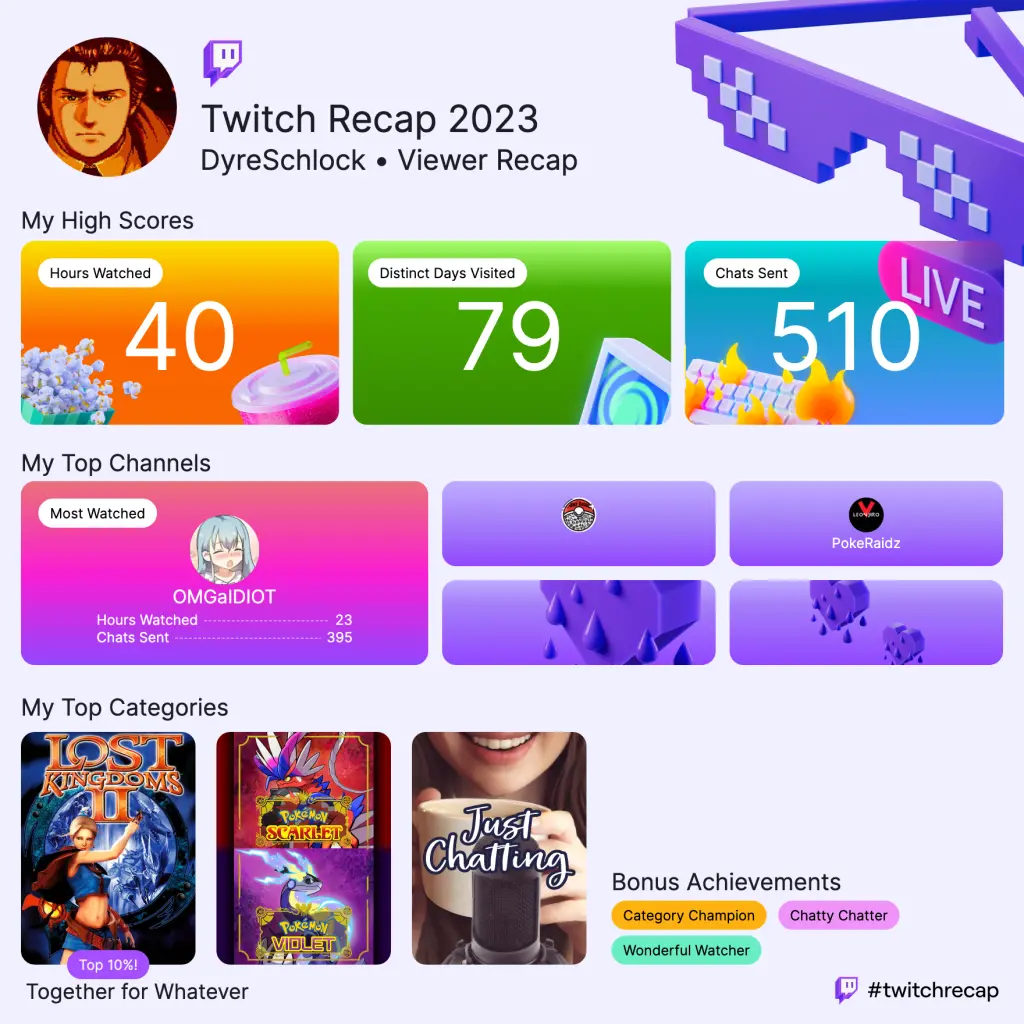 Twitch Recap 2023
DyreSchlock • Viewer Recap
My High Scores
Hours Watched
40
Distinct Days Visited
79
Chats Sent
510
LIVE
My Top Channels
Most Watched
OMGaIDIOT
Hours Watched 23
Chats Sent 395
PokeRaidz
My Top Categories
LOST
KINGDOMS
II
Top 10%!
POKéMON
SCARLET
POKéMON
VIOLET
Just
Chatting
Bonus Achievements
Category Champion
Chatty Chatter
Wonderful Watcher
Together for Whatever
#twitchrecap